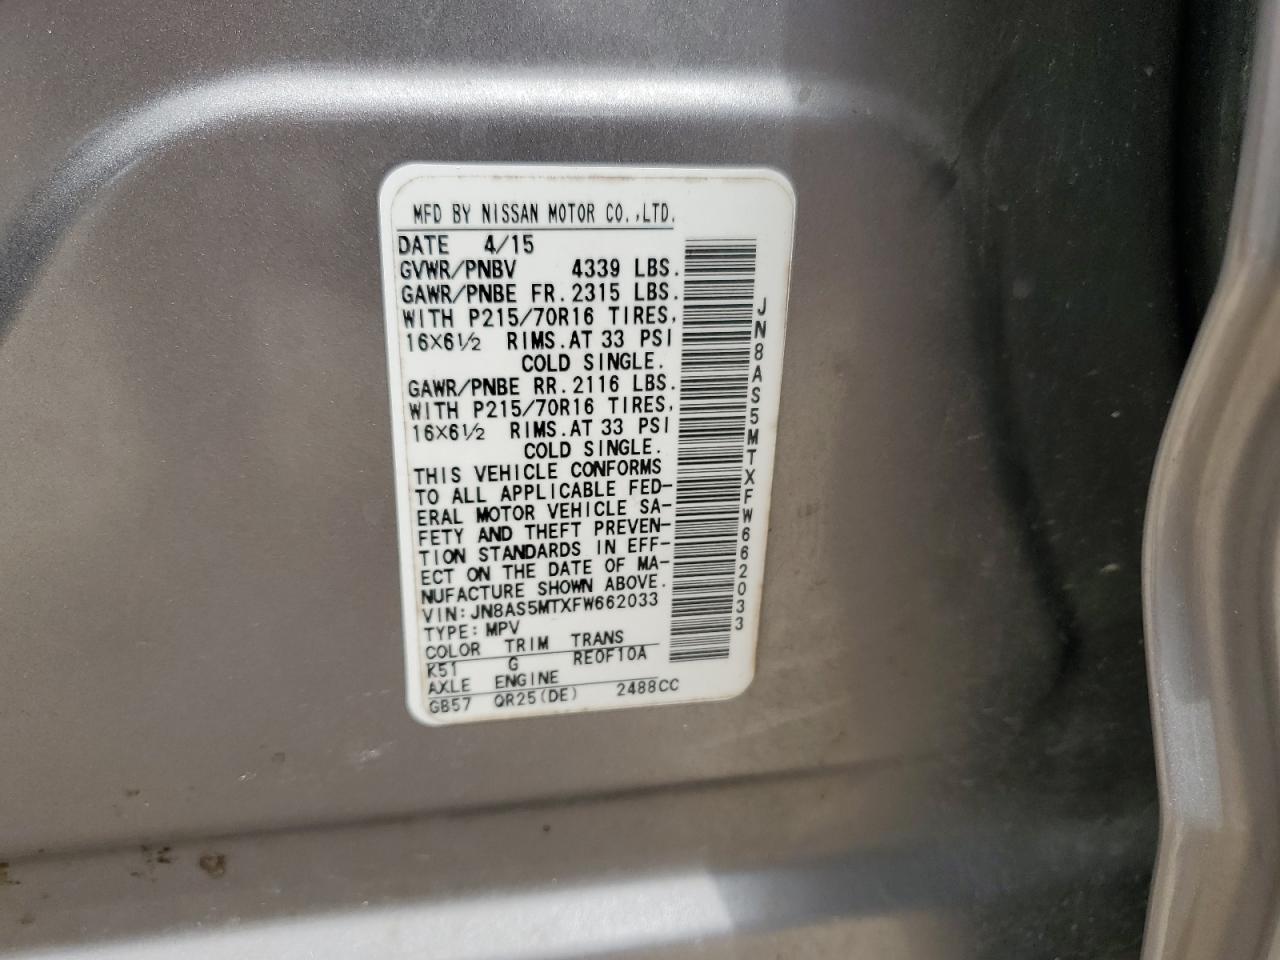 MFD BY NISSAN MOTOR CO.,LTD.
DATE 4/15
GVWR/PNBV 4339 LBS.
GAWR/PNBE FR. 2315 LBS.
WITH P215/70R16 TIRES,
16×6½ RIMS.AT 33 PSI
COLD SINGLE.
GAWR/PNBE RR. 2116 LBS.
WITH P215/70R16 TIRES,
16×6½ RIMS.AT 33 PSI
COLD SINGLE.
THIS VEHICLE CONFORMS
TO ALL APPLICABLE FED-
ERAL MOTOR VEHICLE SA-
FETY AND THEFT PREVEN-
TION STANDARDS IN EFF-
ECT ON THE DATE OF MA-
NUFACTURE SHOWN ABOVE.
VIN:JN8AS5MTXFW662033
TYPE:MPV
COLOR TRIM TRANS
K51 G RE0F10A
AXLE ENGINE
GB57 QR25(DE) 2488CC
JN8AS5MTXFW662033